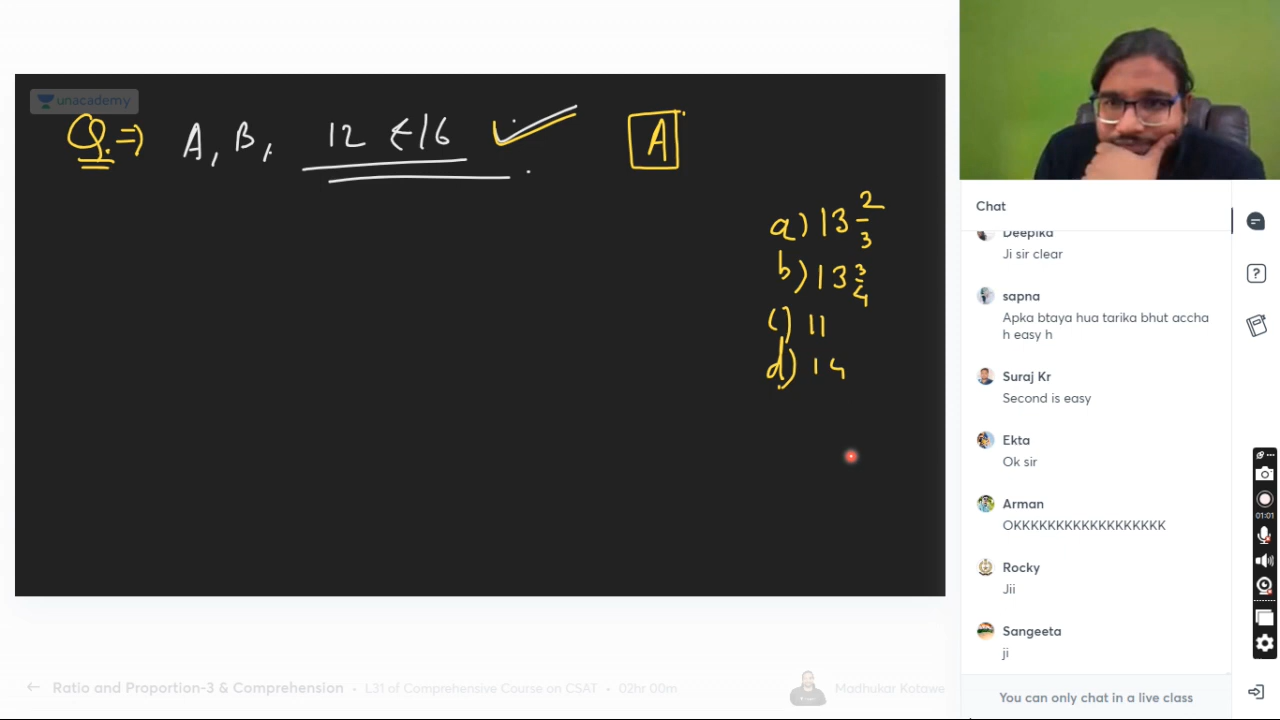 unacademy
Q. ⇒ A, B, 12 < 16 A
a) 13 2/3
b) 13 3/4
c) 11
d) 14
Chat
Deepika
Ji sir clear
sapna
Apka btaya hua tarika bhut accha
h easy h
Suraj Kr
Second is easy
Ekta
Ok sir
Arman
OKKKKKKKKKKKKKKKKKK
Rocky
Jii
Sangeeta
ji
01:01
← Ratio and Proportion-3 & Comprehension • L31 of Comprehensive Course on CSAT • 02hr 00m
Madhukar Kotawe
You can only chat in a live class